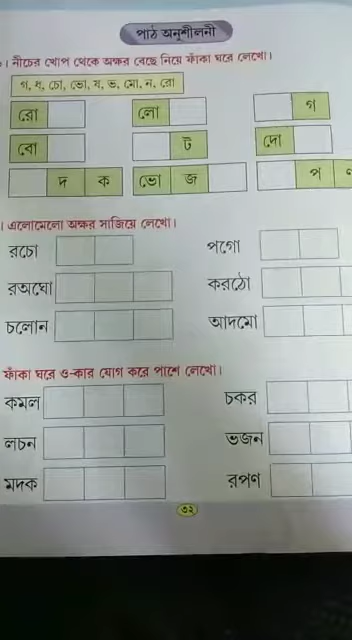 পাঠ অনুশীলনী
। নীচের খোপ থেকে অক্ষর বেছে নিয়ে ফাঁকা ঘরে লেখো।
গ, ধ, চো, ভো, য, ভ, মো, ন, রো
রো লো গ
বো ট দো
দ ক ভো জ প
। এলোমেলো অক্ষর সাজিয়ে লেখো।
রচো পগো
রঅঘো করঠো
চলোন আদমো
ফাঁকা ঘরে ও-কার যোগ করে পাশে লেখো।
কমল চকর
লচন ভজন
মদক রপণ
৩২